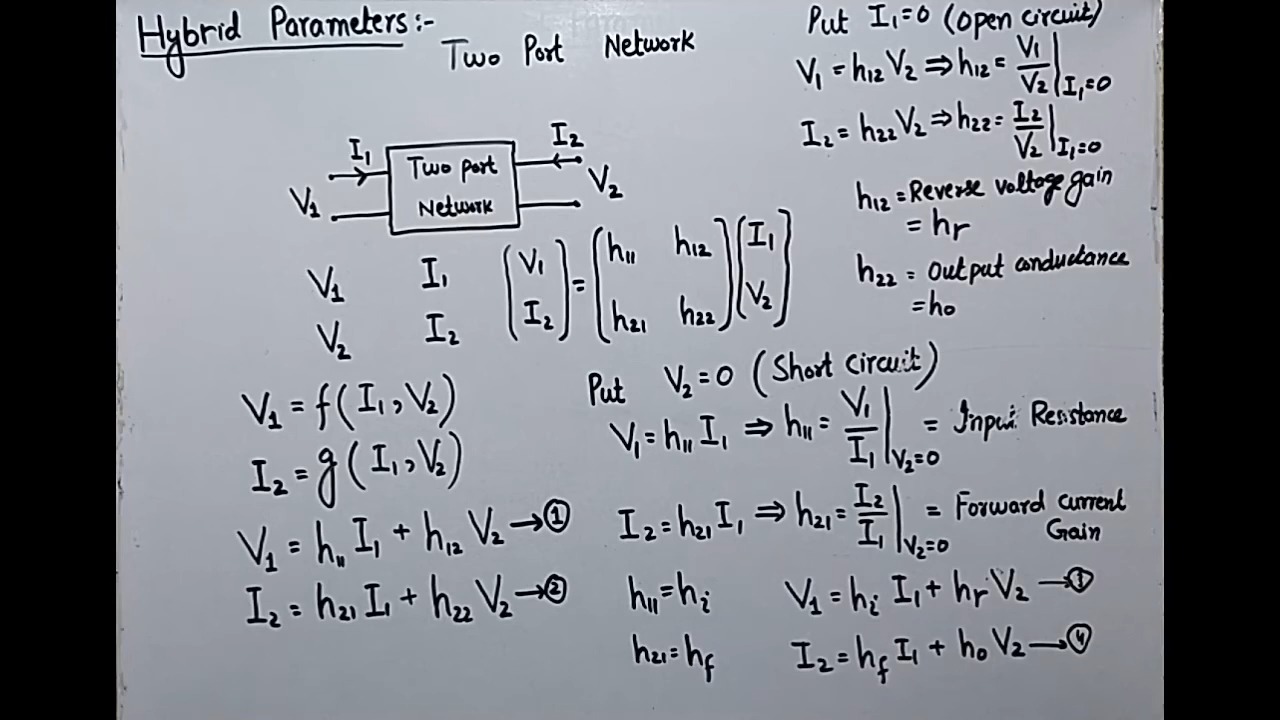 Hybrid Parameters:-
Two Port Network
I₁
I₂
V₁
Two port
Network
V₂
V₁ I₁
V₂ I₂
(V₁ I₂) = (h₁₁ h₁₂ h₂₁ h₂₂) (I₁ V₂)
V₁ = f(I₁, V₂)
I₂ = g(I₁, V₂)
V₁ = h₁₁ I₁ + h₁₂ V₂ → ①
I₂ = h₂₁ I₁ + h₂₂ V₂ → ②
Put I₁=0 (open circuit)
V₁ = h₁₂ V₂ ⇒ h₁₂ = V₁/V₂ |I₁=0
I₂ = h₂₂ V₂ ⇒ h₂₂ = I₂/V₂ |I₁=0
h₁₂ = Reverse voltage gain
= hr
h₂₂ = Output conductance
= ho
Put V₂=0 (Short circuit)
V₁ = h₁₁ I₁ ⇒ h₁₁ = V₁/I₁ |V₂=0 = Input Resistance
I₂ = h₂₁ I₁ ⇒ h₂₁ = I₂/I₁ |V₂=0 = Forward current
Gain
h₁₁ = hi V₁ = hi I₁ + hr V₂ → ③
h₂₁ = hf I₂ = hf I₁ + ho V₂ → ④